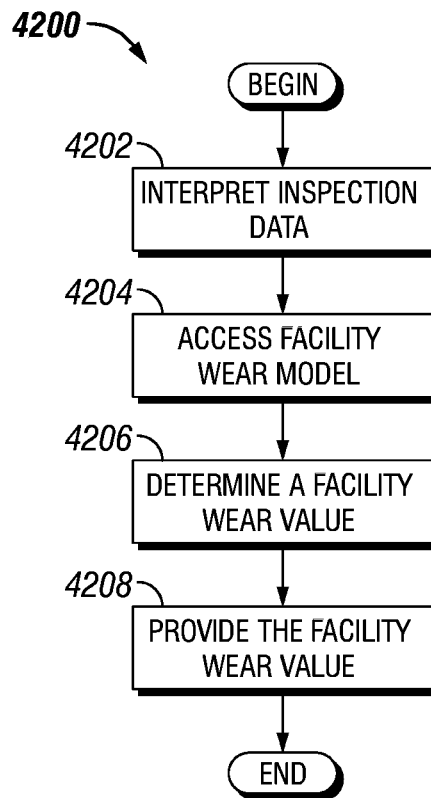 4200
BEGIN
4202
INTERPRET INSPECTION
DATA
4204
ACCESS FACILITY
WEAR MODEL
4206
DETERMINE A FACILITY
WEAR VALUE
4208
PROVIDE THE FACILITY
WEAR VALUE
END